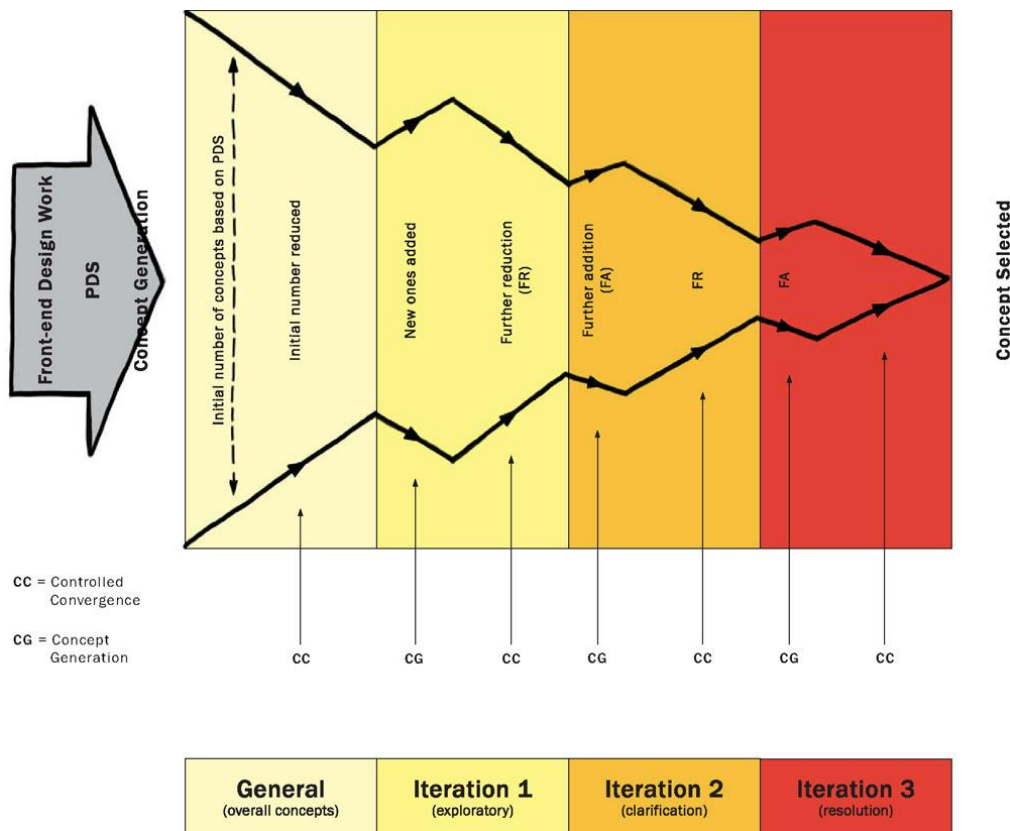 Front-end Design Work
PDS
Concept Generation
Initial number of concepts based on PDS
Initial number reduced
New ones added
Further reduction
(FR)
Further addition
(FA)
FR
FA
Concept Selected
CC = Controlled
Convergence
CG = Concept
Generation
CC
CG
CC
CG
CC
CG
CC
General
(overall concepts)
Iteration 1
(exploratory)
Iteration 2
(clarification)
Iteration 3
(resolution)